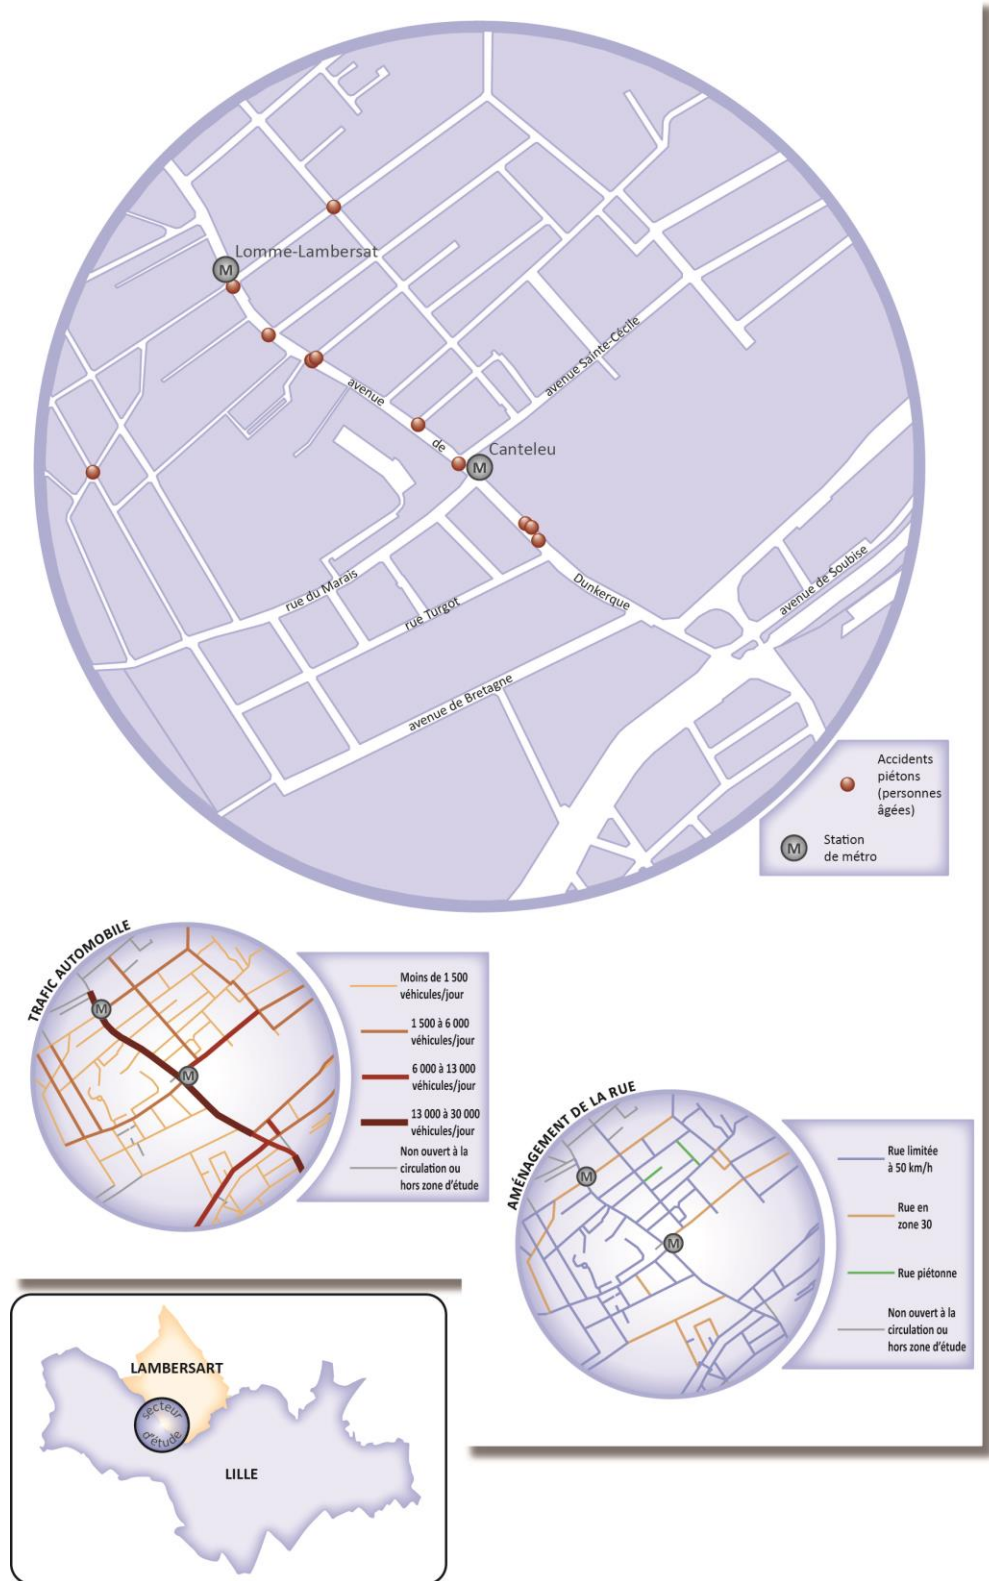 Lomme-Lambersat
M
avenue Sainte-Cécile
avenue
de
Canteleu
M
Dunkerque
rue du Marais
rue Turgot
avenue de Bretagne
avenue de Soubise
Accidents
piétons
(personnes
âgées)
M
Station
de métro
TRAFIC AUTOMOBILE
M
M
Moins de 1 500
véhicules/jour
1 500 à 6 000
véhicules/jour
6 000 à 13 000
véhicules/jour
13 000 à 30 000
véhicules/jour
Non ouvert à la
circulation ou
hors zone d'étude
AMÉNAGEMENT DE LA RUE
M
M
Rue limitée
à 50 km/h
Rue en
zone 30
Rue piétonne
Non ouvert à la
circulation ou
hors zone d'étude
LAMBERSART
secteur
d'étude
LILLE